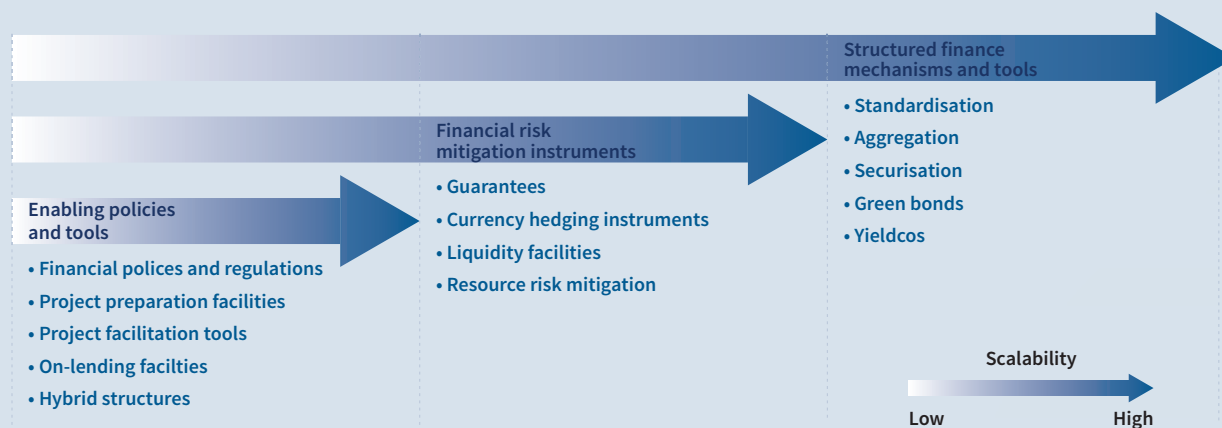 Structured finance
mechanisms and tools
• Standardisation
• Aggregation
• Securisation
• Green bonds
• Yieldcos
Financial risk
mitigation instruments
• Guarantees
• Currency hedging instruments
• Liquidity facilities
• Resource risk mitigation
Enabling policies
and tools
• Financial polices and regulations
• Project preparation facilities
• Project facilitation tools
• On-lending facilties
• Hybrid structures
Scalability
Low High